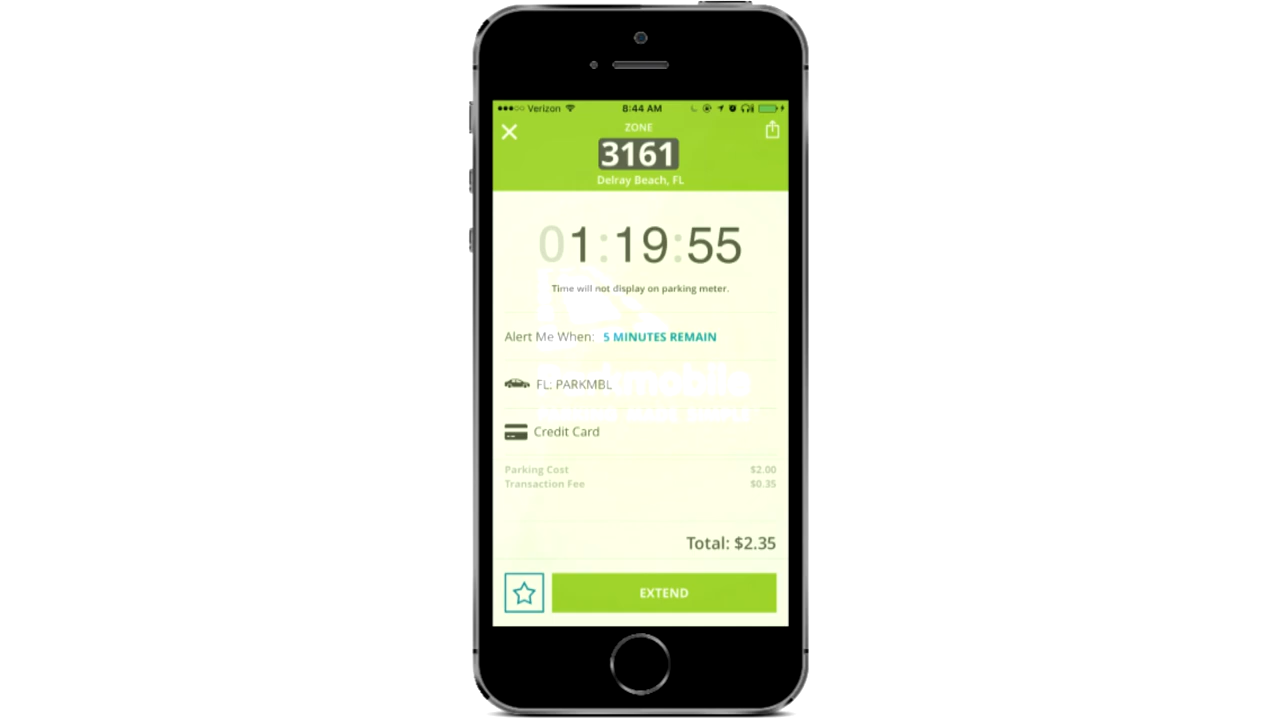 Verizon 8:44 AM
ZONE
3161
Delray Beach, FL
01:19:55
Time will not display on parking meter.
Alert Me When: 5 MINUTES REMAIN
Parkmobile
FL: PARKMBL
Credit Card
Parking Cost $2.00
Transaction Fee $0.35
Total: $2.35
EXTEND